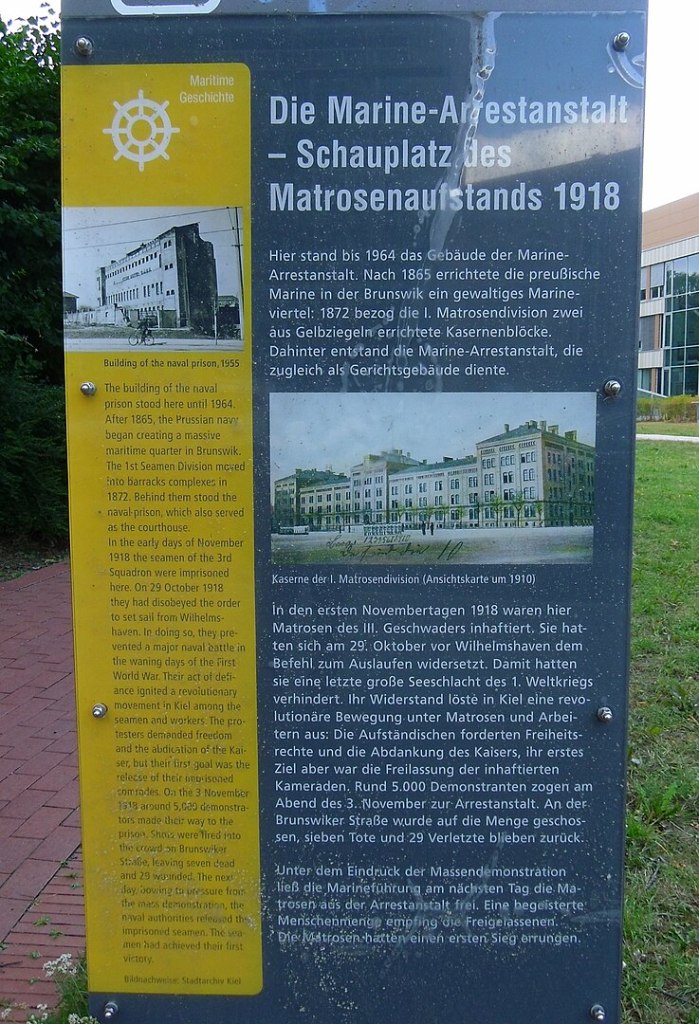 Maritime
Geschichte
Building of the naval prison, 1955
The building of the naval
prison stood here until 1964.
After 1865, the Prussian navy
began creating a massive
maritime quarter in Brunswik.
The 1st Seamen Division moved
into barracks complexes in
1872. Behind them stood the
naval prison, which also served
as the courthouse.
In the early days of November
1918 the seamen of the 3rd
Squadron were imprisoned
here. On 29 October 1918
they had disobeyed the order
to set sail from Wilhelms-
haven. In doing so, they pre-
vented a major naval battle in
the waning days of the First
World War. Their act of defi-
ance ignited a revolutionary
movement in Kiel among the
seamen and workers. The pro-
testers demanded freedom
and the abdication of the Kai-
ser, but their first goal was the
release of their imprisoned
comrades. On the 3 November
1918 around 5,000 demonstra-
tors made their way to the
prison. Shots were fired into
the crowd on Brunswiker
Straße, leaving seven dead
and 29 wounded. The next
day, bowing to pressure from
the mass demonstration, the
naval authorities released the
imprisoned seamen. The sea-
men had achieved their first
victory.
Bildnachweise: Stadtarchiv Kiel
Die Marine-Arrestanstalt
– Schauplatz des
Matrosenaufstands 1918
Hier stand bis 1964 das Gebäude der Marine-
Arrestanstalt. Nach 1865 errichtete die preußische
Marine in der Brunswik ein gewaltiges Marine-
viertel: 1872 bezog die I. Matrosendivision zwei
aus Gelbziegeln errichtete Kasernenblöcke.
Dahinter entstand die Marine-Arrestanstalt, die
zugleich als Gerichtsgebäude diente.
Kaserne der I. Matrosendivision (Ansichtskarte um 1910)
In den ersten Novembertagen 1918 waren hier
Matrosen des III. Geschwaders inhaftiert. Sie hat-
ten sich am 29. Oktober vor Wilhelmshaven dem
Befehl zum Auslaufen widersetzt. Damit hatten
sie eine letzte große Seeschlacht des 1. Weltkriegs
verhindert. Ihr Widerstand löste in Kiel eine revo-
lutionäre Bewegung unter Matrosen und Arbei-
tern aus: Die Aufständischen forderten Freiheits-
rechte und die Abdankung des Kaisers, ihr erstes
Ziel aber war die Freilassung der inhaftierten
Kameraden. Rund 5.000 Demonstranten zogen am
Abend des 3. November zur Arrestanstalt. An der
Brunswiker Straße wurde auf die Menge geschos-
sen, sieben Tote und 29 Verletzte blieben zurück.
Unter dem Eindruck der Massendemonstration
ließ die Marineführung am nächsten Tag die Ma-
trosen aus der Arrestanstalt frei. Eine begeisterte
Menschenmenge empfing die Freigelassenen.
Die Matrosen hatten einen ersten Sieg errungen.